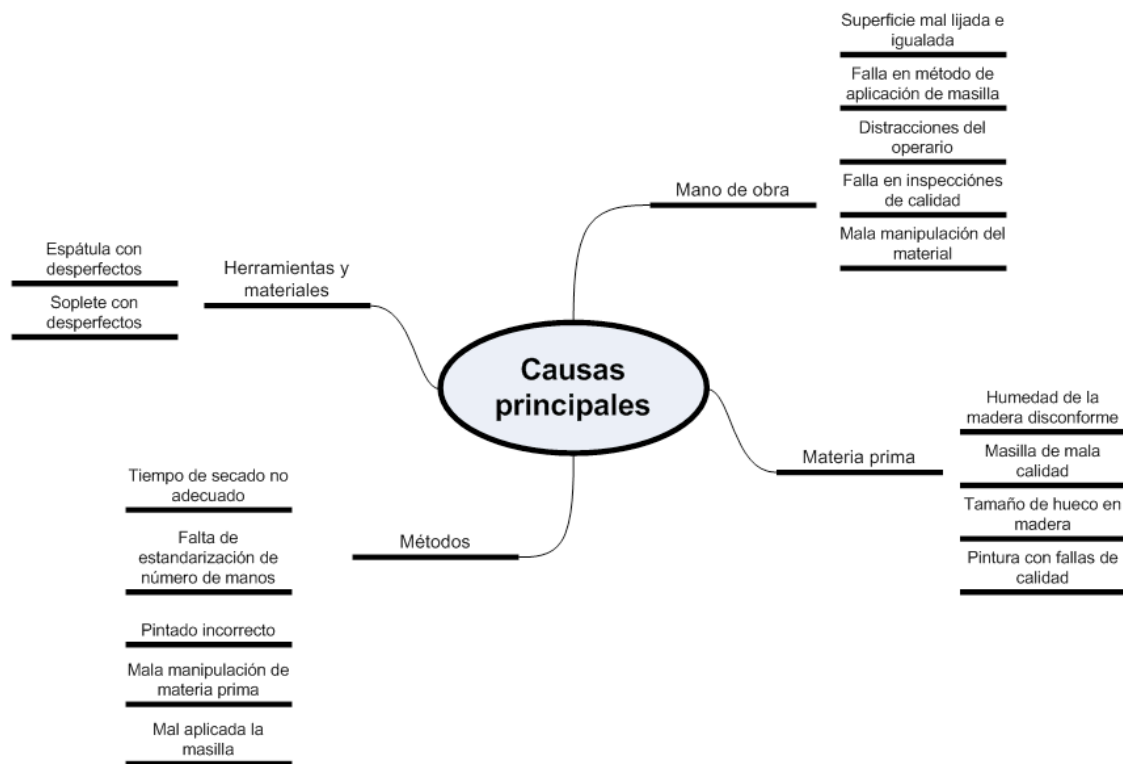 Causas
principales
Mano de obra
Superficie mal lijada e
igualada
Falla en método de
aplicación de masilla
Distracciones del
operario
Falla en inspecciónes
de calidad
Mala manipulación del
material
Materia prima
Humedad de la
madera disconforme
Masilla de mala
calidad
Tamaño de hueco en
madera
Pintura con fallas de
calidad
Métodos
Tiempo de secado no
adecuado
Falta de
estandarización de
número de manos
Pintado incorrecto
Mala manipulación de
materia prima
Mal aplicada la
masilla
Herramientas y
materiales
Espátula con
desperfectos
Soplete con
desperfectos